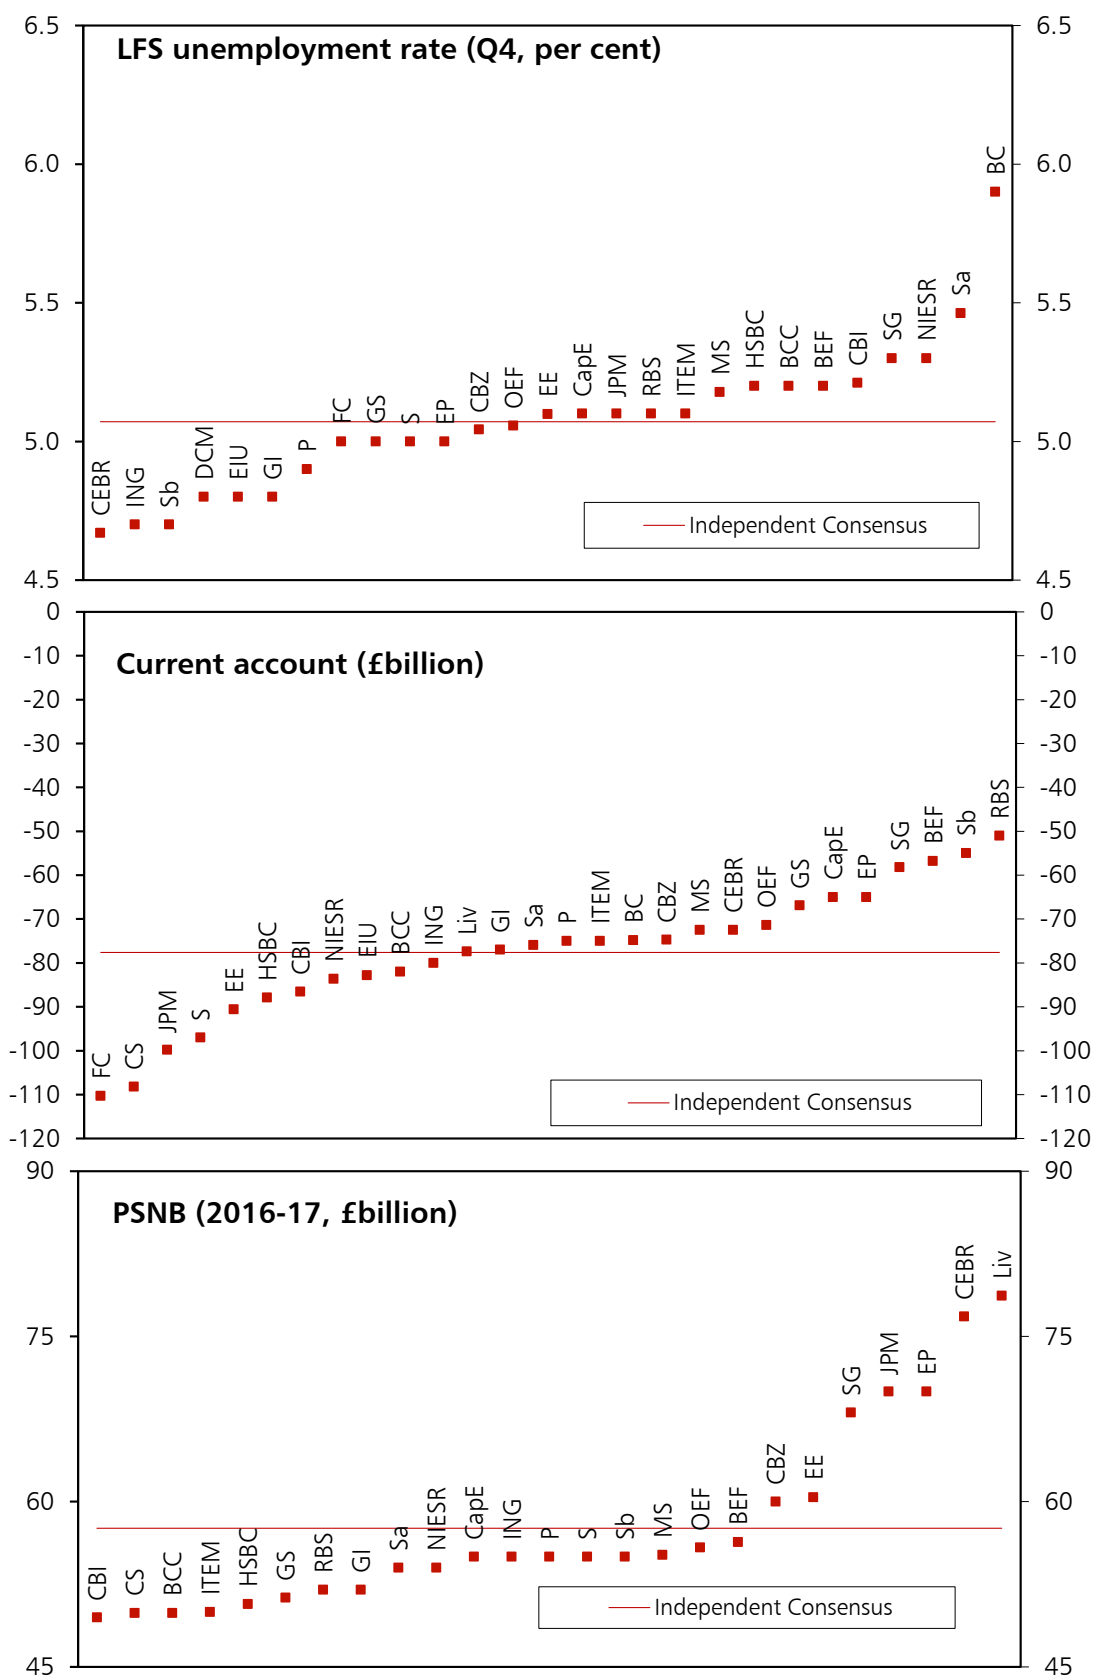 LFS unemployment rate (Q4, per cent)
6.5 6.5
6.0 6.0
5.5 5.5
5.0 5.0
4.5 4.5
CEBR ING Sb DCM EIU GI P FC GS S EP CBZ OEF EE CapE JPM RBS ITEM MS HSBC BCC BEF CBI SG NIESR Sa BC
Independent Consensus
Current account (£billion)
0 0
-10 -10
-20 -20
-30 -30
-40 -40
-50 -50
-60 -60
-70 -70
-80 -80
-90 -90
-100 -100
-110 -110
-120 -120
FC CS JPM S EE HSBC CBI NIESR EIU BCC ING Liv GI Sa P ITEM BC CBZ MS CEBR OEF GS CapE EP SG BEF Sb RBS
Independent Consensus
PSNB (2016-17, £billion)
90 90
75 75
60 60
45 45
CBI CS BCC ITEM HSBC GS RBS GI Sa NIESR CapE ING P S Sb MS OEF BEF CBZ EE SG JPM EP CEBR Liv
Independent Consensus